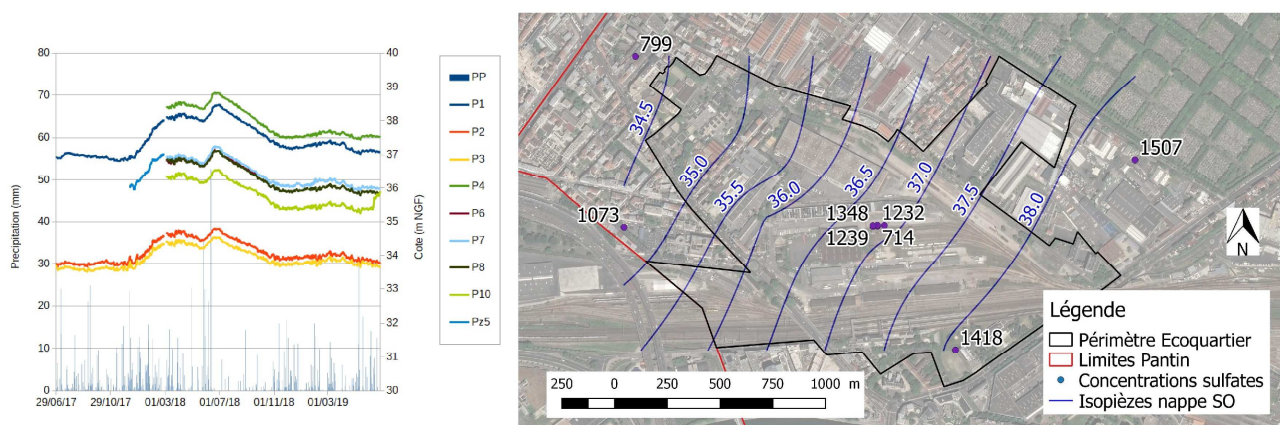 80
70
60
50
40
30
20
10
0
Precipitation (mm)
40
39
38
37
36
35
34
33
32
31
30
Cote (m NGF)
29/06/17
29/10/17
01/03/18
01/07/18
01/11/18
01/03/19
PP
P1
P2
P3
P4
P6
P7
P8
P10
Pz5
799
1507
1073
1348
1232
1239
714
1418
34.5
35.0
35.5
36.0
36.5
37.0
37.5
38.0
N
250 0 250 500 750 1000 m
Légende
Périmètre Ecoquartier
Limites Pantin
Concentrations sulfates
Isopièzes nappe SO